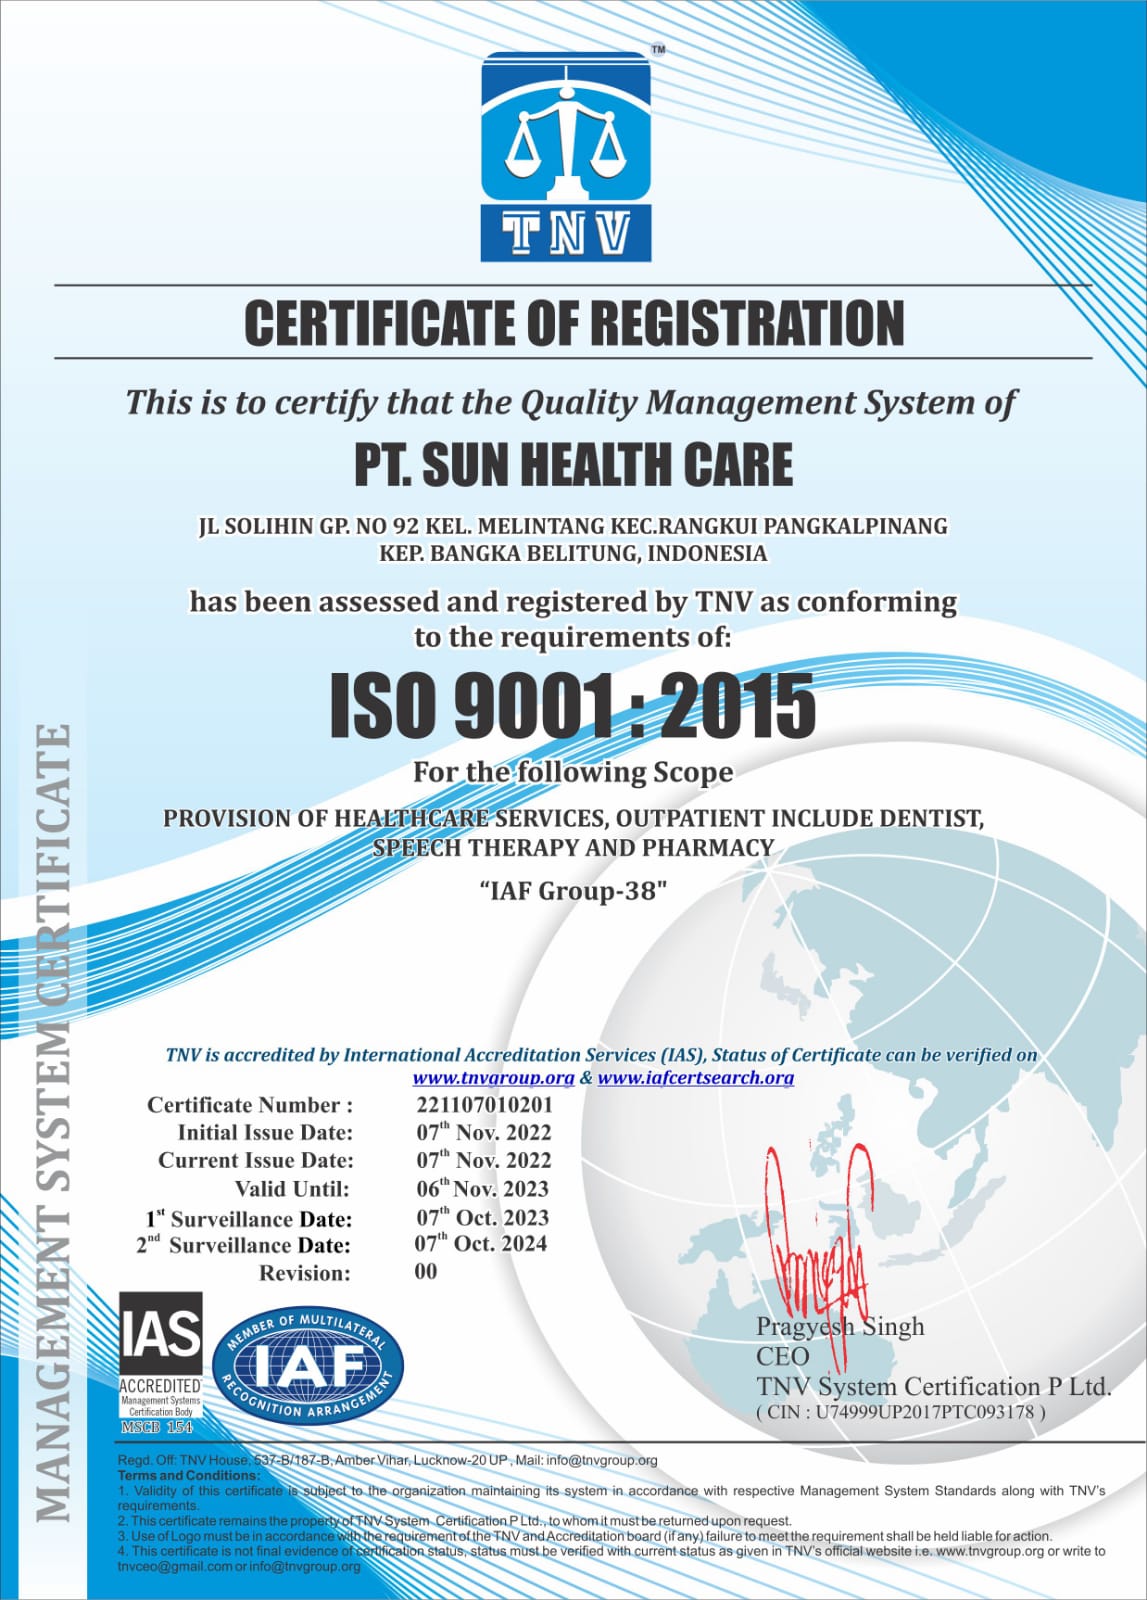 TM
TNV
CERTIFICATE OF REGISTRATION
This is to certify that the Quality Management System of
PT. SUN HEALTH CARE
JL SOLIHIN GP. NO 92 KEL. MELINTANG KEC.RANGKUI PANGKALPINANG
KEP. BANGKA BELITUNG, INDONESIA
has been assessed and registered by TNV as conforming
to the requirements of:
ISO 9001 : 2015
For the following Scope
PROVISION OF HEALTHCARE SERVICES, OUTPATIENT INCLUDE DENTIST,
SPEECH THERAPY AND PHARMACY
“IAF Group-38"
MANAGEMENT SYSTEM CERTIFICATE
TNV is accredited by International Accreditation Services (IAS), Status of Certificate can be verified on
www.tnvgroup.org & www.iafcertsearch.org
Certificate Number : 221107010201
Initial Issue Date: 07th Nov. 2022
Current Issue Date: 07th Nov. 2022
Valid Until: 06th Nov. 2023
1st Surveillance Date: 07th Oct. 2023
2nd Surveillance Date: 07th Oct. 2024
Revision: 00
IAS
ACCREDITED
Management Systems
Certification Body
MSCB 154
MEMBER OF MULTILATERAL
IAF
RECOGNITION ARRANGEMENT
Pragyesh Singh
CEO
TNV System Certification P Ltd.
( CIN : U74999UP2017PTC093178 )
Regd. Off: TNV House, 537-B/187-B, Amber Vihar, Lucknow-20 UP , Mail: info@tnvgroup.org
Terms and Conditions:
1. Validity of this certificate is subject to the organization maintaining its system in accordance with respective Management System Standards along with TNV's
requirements.
2. This certificate remains the property of TNV System Certification P Ltd., to whom it must be returned upon request.
3. Use of Logo must be in accordance with the requirement of the TNV and Accreditation board (if any) failure to meet the requirement shall be held liable for action.
4. This certificate is not final evidence of certification status, status must be verified with current status as given in TNV's official website i.e. www.tnvgroup.org or write to
tnvceo@gmail.com or info@tnvgroup.org